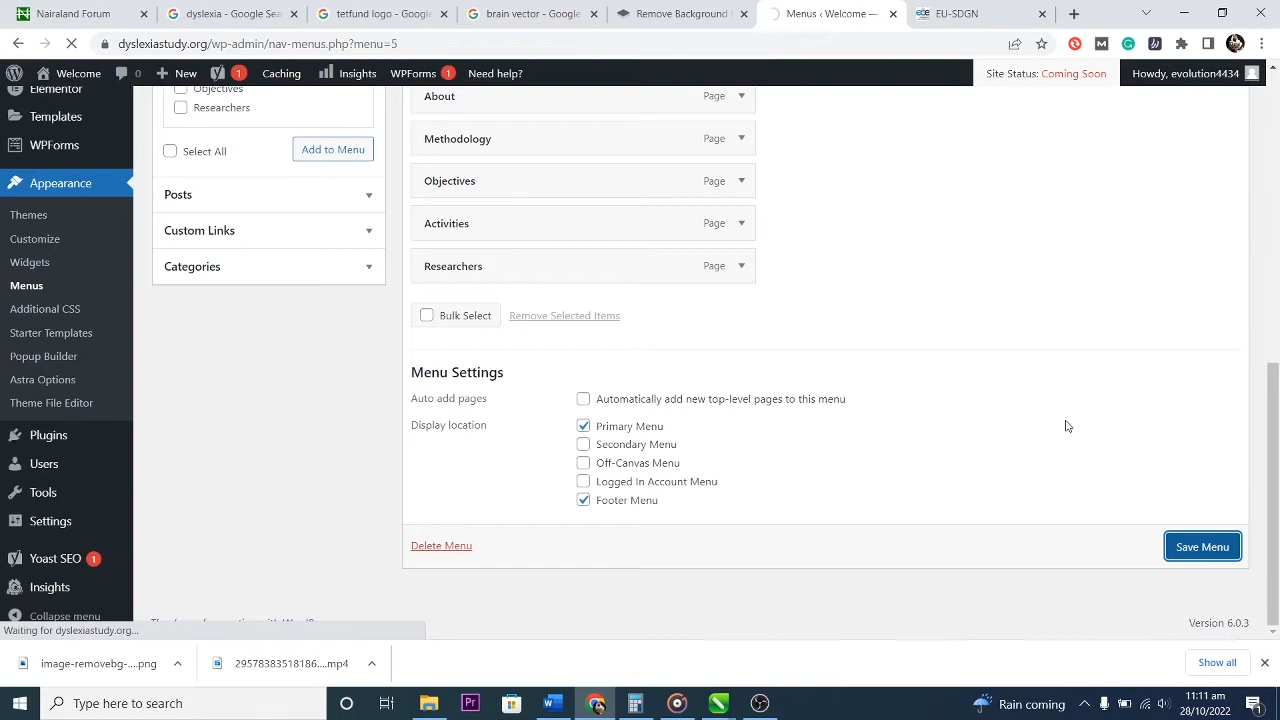 Nairaland Forum
dyslexia - Google Sea
tetfund logo - Google
brain vector - Google
Remove Background f
Menus ‹ Welcome —
EU-SDGN
dyslexiastudy.org/wp-admin/nav-menus.php?menu=5
Welcome
0
New
1
Caching
Insights
WPForms
1
Need help?
Site Status: Coming Soon
Howdy, evolution4434
Elementor
Templates
WPForms
Appearance
Themes
Customize
Widgets
Menus
Additional CSS
Starter Templates
Popup Builder
Astra Options
Theme File Editor
Plugins
Users
Tools
Settings
Yoast SEO 1
Insights
Collapse menu
Objectives
Researchers
Select All
Add to Menu
Posts
Custom Links
Categories
About Page
Methodology Page
Objectives Page
Activities Page
Researchers Page
Bulk Select
Remove Selected Items
Menu Settings
Auto add pages
Automatically add new top-level pages to this menu
Display location
Primary Menu
Secondary Menu
Off-Canvas Menu
Logged In Account Menu
Footer Menu
Delete Menu
Save Menu
Version 6.0.3
Waiting for dyslexiastudy.org...
image-removebg-....png
29578383518186....mp4
Show all
Type here to search
Rain coming
11:11 am
28/10/2022